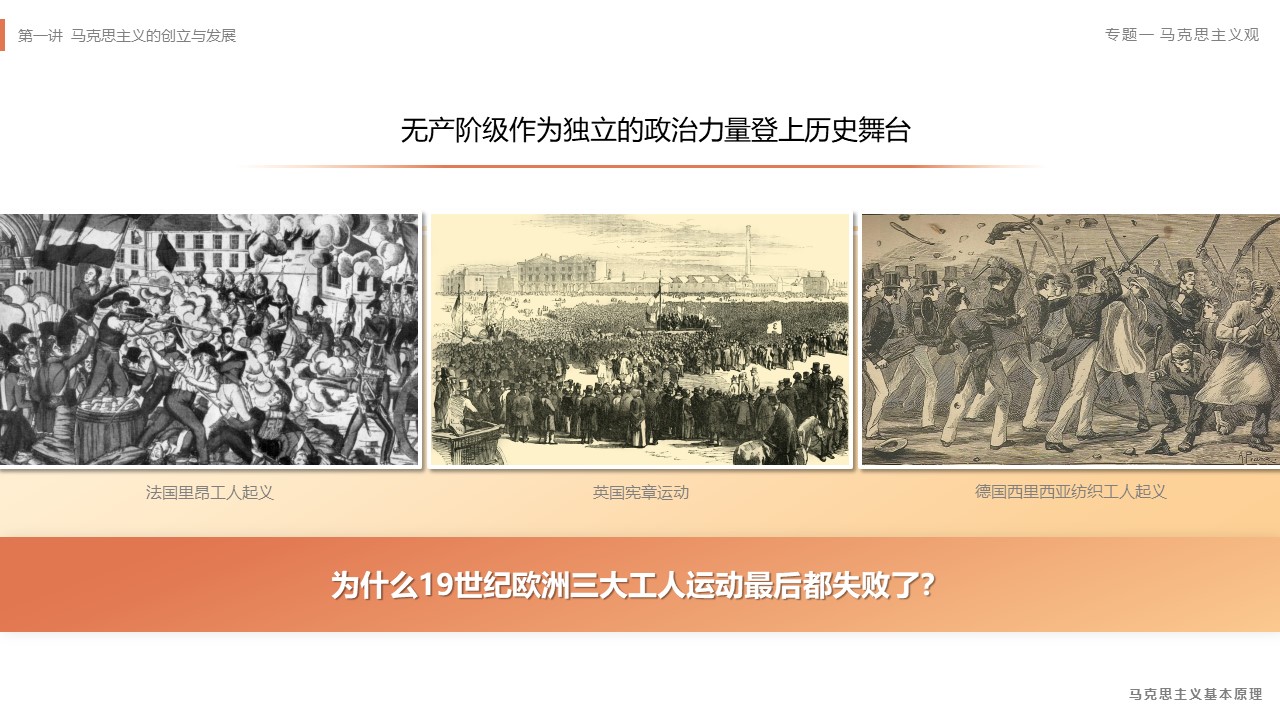 第一讲 马克思主义的创立与发展
专题一 马克思主义观
无产阶级作为独立的政治力量登上历史舞台
法国里昂工人起义
英国宪章运动
德国西里西亚纺织工人起义
为什么19世纪欧洲三大工人运动最后都失败了?
马克思主义基本原理